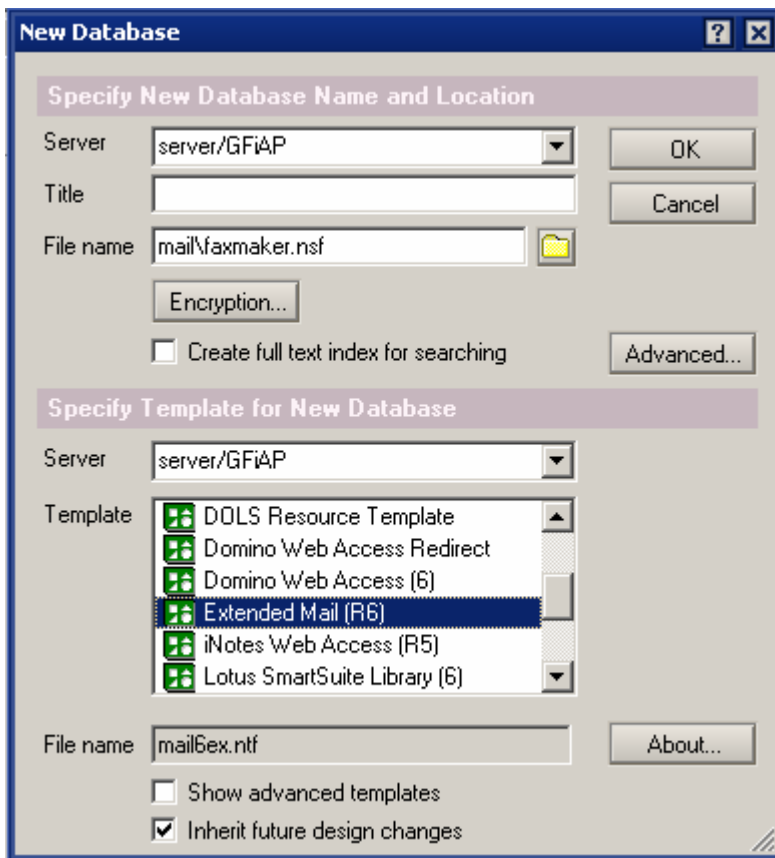 New Database
Specify New Database Name and Location
Server server/GFiAP OK
Title Cancel
File name mail\faxmaker.nsf
Encryption...
Create full text index for searching Advanced...
Specify Template for New Database
Server server/GFiAP
Template DOLS Resource Template
Domino Web Access Redirect
Domino Web Access (6)
Extended Mail (R6)
iNotes Web Access (R5)
Lotus SmartSuite Library (6)
File name mail6ex.ntf About...
Show advanced templates
Inherit future design changes